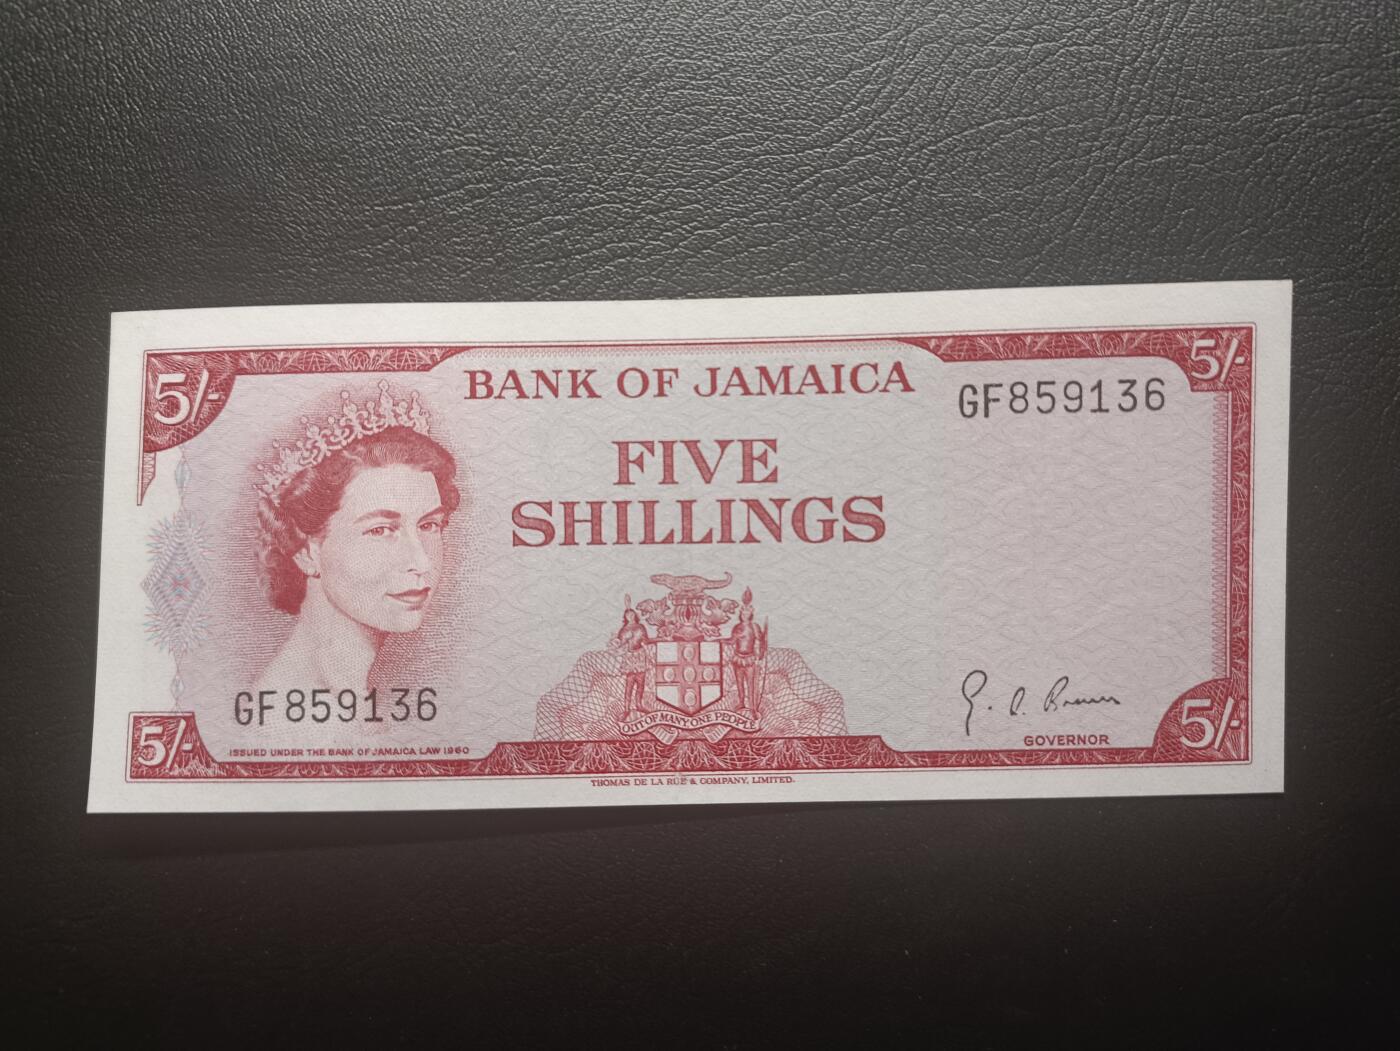 5/-
BANK OF JAMAICA
5/-
GF859136
FIVE
SHILLINGS
OUT OF MANY ONE PEOPLE
GF859136
ISSUED UNDER THE BANK OF JAMAICA LAW 1960
GOVERNOR
5/-
5/-
THOMAS DE LA RUE & COMPANY, LIMITED.